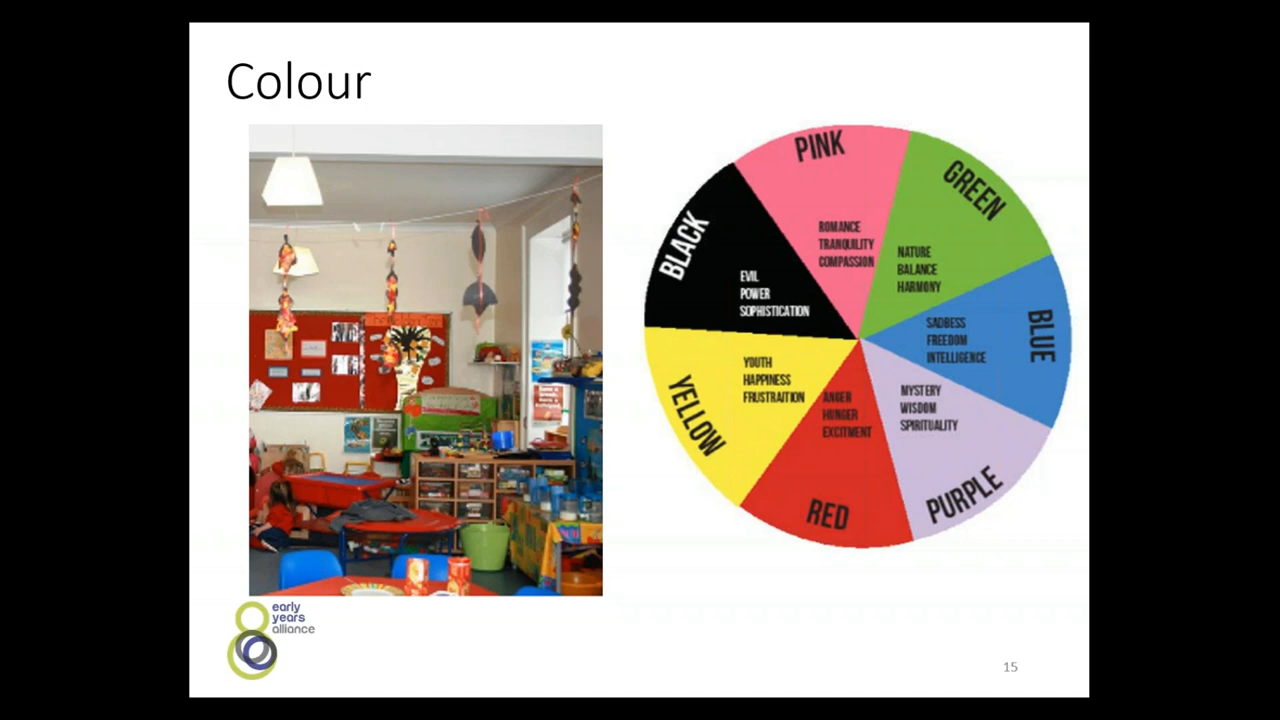 Colour
PINK
ROMANCE
TRANQUILITY
COMPASSION
GREEN
NATURE
BALANCE
HARMONY
BLUE
SADBESS
FREEDOM
INTELLIGENCE
PURPLE
MYSTERY
WISDOM
SPIRITUALITY
RED
ANGER
HUNGER
EXCITMENT
YELLOW
YOUTH
HAPPINESS
FRUSTRAITION
BLACK
EVIL
POWER
SOPHISTICATION
early
years
alliance
15